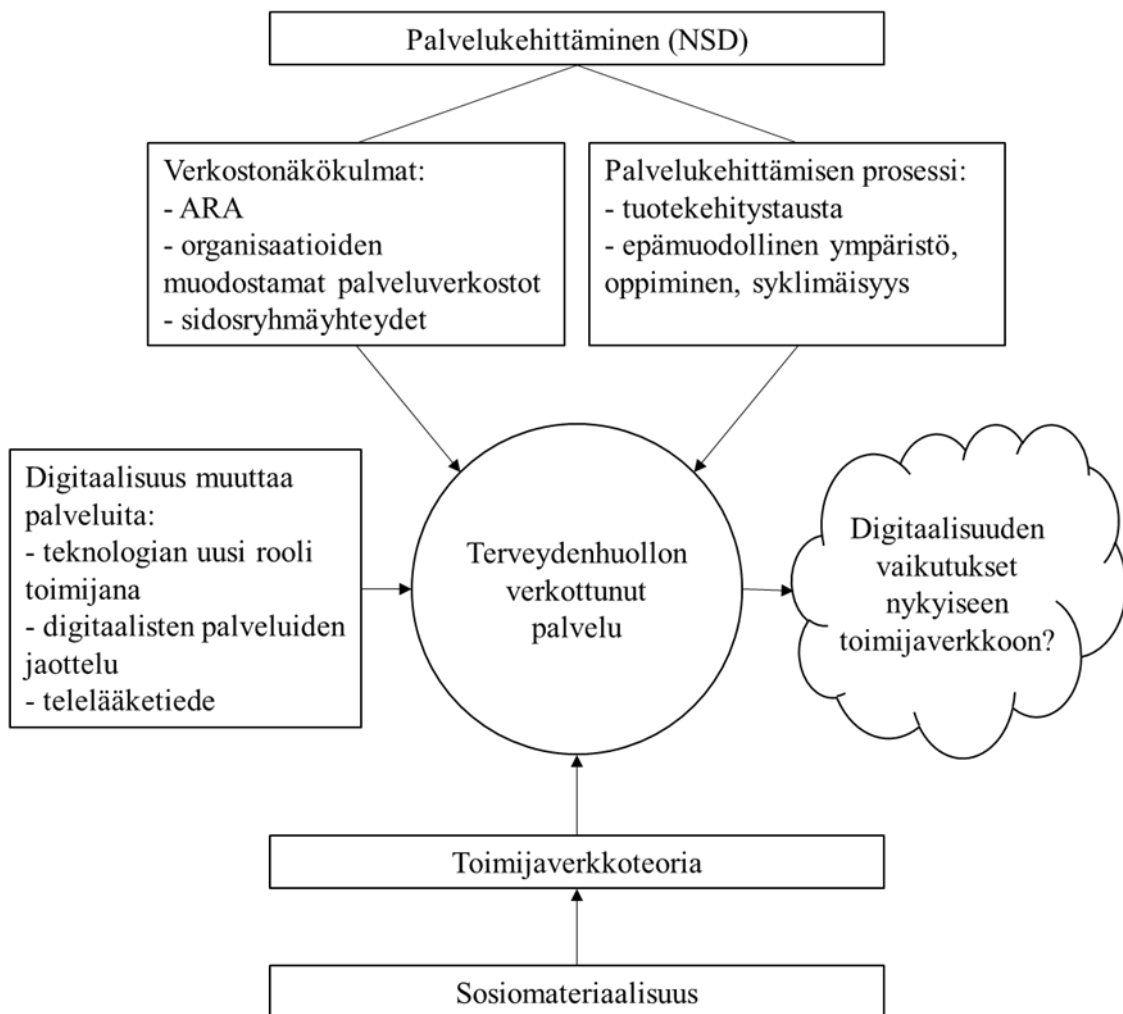 Palvelukehittäminen (NSD)
Verkostonäkökulmat:
- ARA
- organisaatioiden
muodostamat palveluverkostot
- sidosryhmäyhteydet
Palvelukehittämisen prosessi:
- tuotekehitystausta
- epämuodollinen ympäristö,
oppiminen, syklimäisyys
Digitaalisuus muuttaa
palveluita:
- teknologian uusi rooli
toimijana
- digitaalisten palveluiden
jaottelu
- telelääketiede
Terveydenhuollon
verkottunut
palvelu
Digitaalisuuden
vaikutukset
nykyiseen
toimijaverkkoon?
Toimijaverkkoteoria
Sosiomateriaalisuus